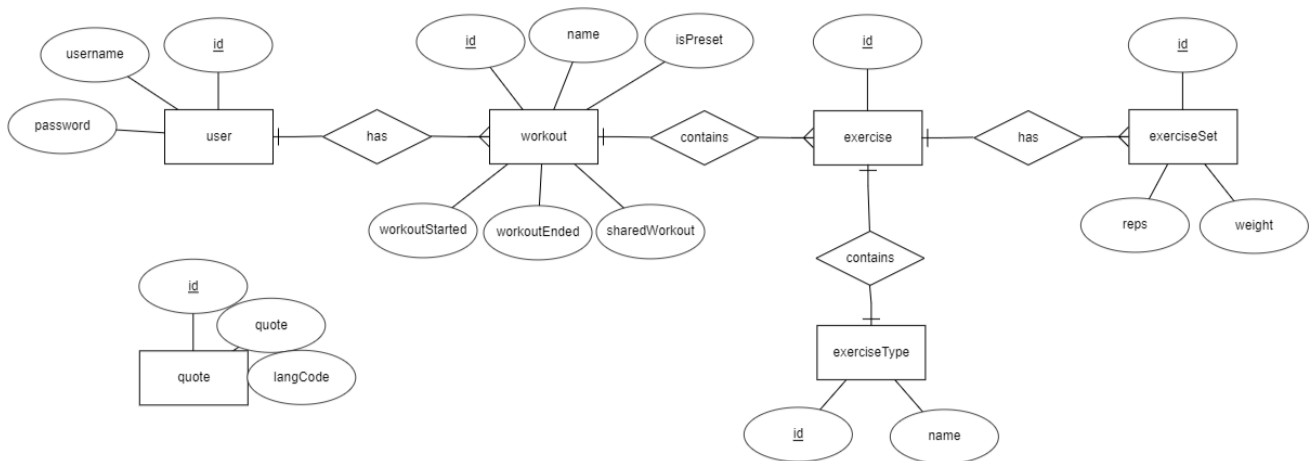 id
name
isPreset
id
id
username
id
password
user
has
workout
contains
exercise
has
exerciseSet
workoutStarted
workoutEnded
sharedWorkout
reps
weight
contains
id
quote
quote
langCode
exerciseType
id
name